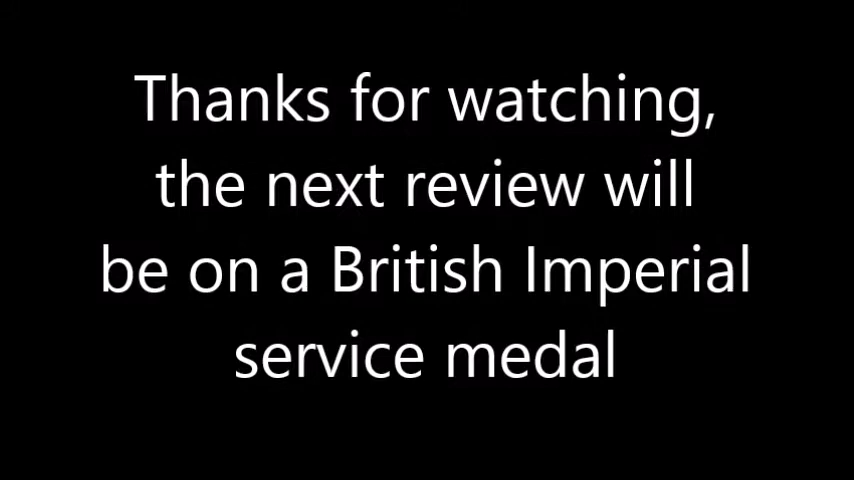 Thanks for watching,
the next review will
be on a British Imperial
service medal